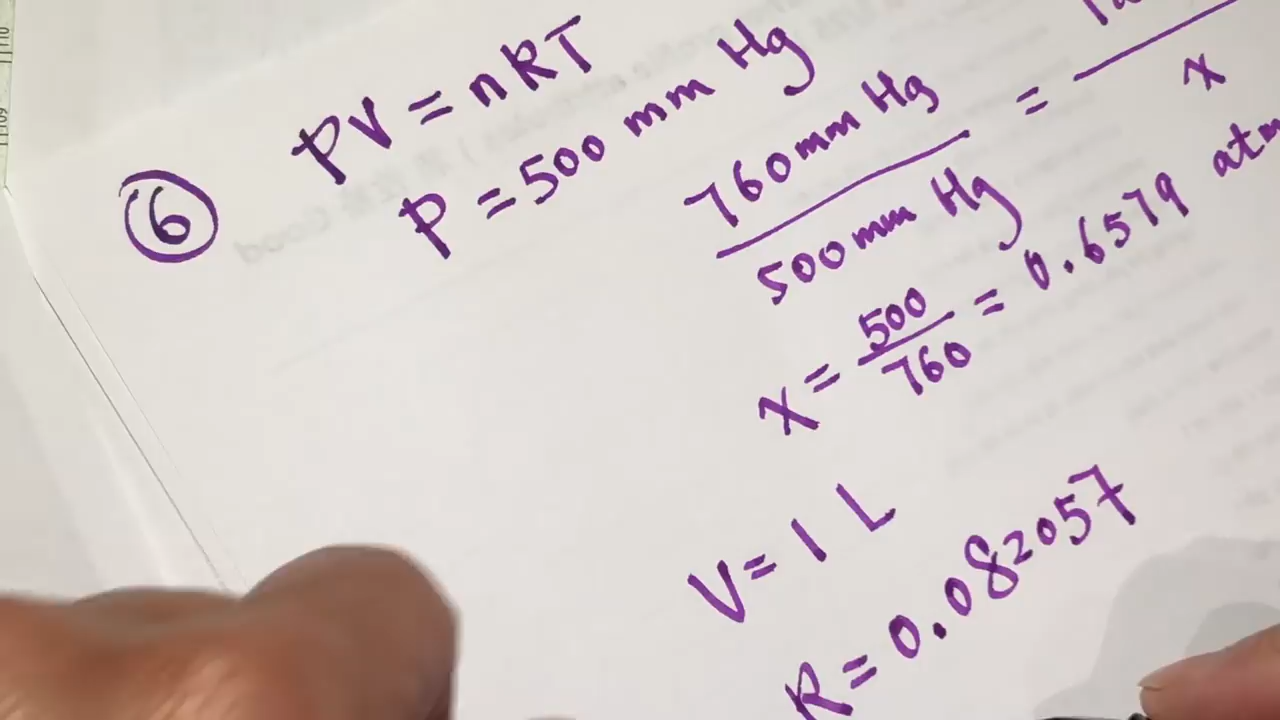 ⑥ PV = nRT
P = 500 mm Hg
760 mm Hg
500 mm Hg
=
x
x = 500/760 = 0.6579 atm
V = 1 L
R = 0.082057